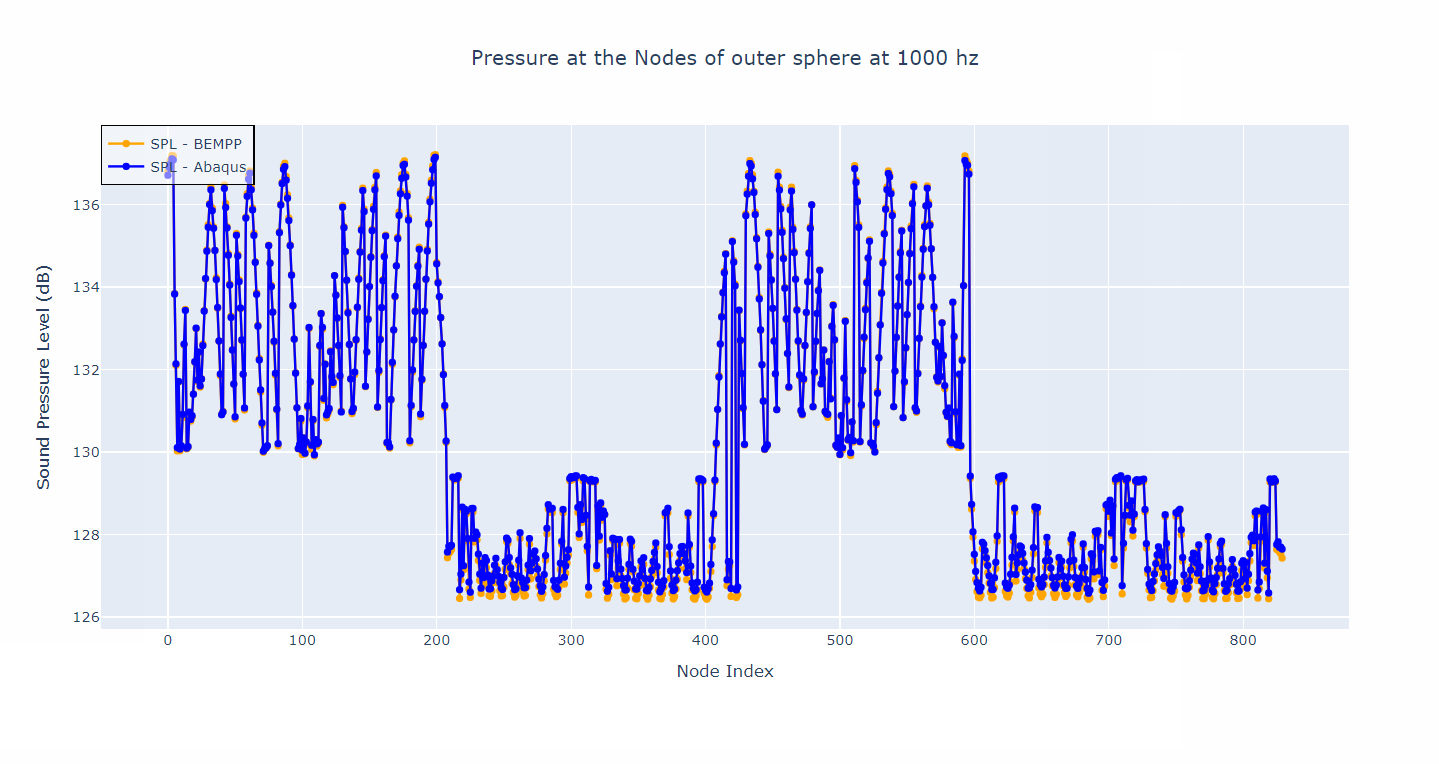 Pressure at the Nodes of outer sphere at 1000 hz
SPL - BEMPP
SPL - Abaqus
Sound Pressure Level (dB)
136
134
132
130
128
126
0 100 200 300 400 500 600 700 800
Node Index